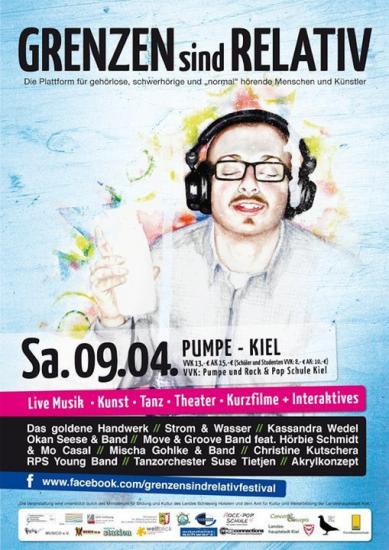 GRENZEN sind RELATIV
Die Plattform für gehörlose, schwerhörige und „normal“ hörende Menschen und Künstler
Sa. 09.04. PUMPE - KIEL
VVK 13,-€ AK 15,-€ (Schüler und Studenten VVK: 8,-€ AK: 10,-€)
VVK: Pumpe und Rock & Pop Schule Kiel
Live Musik · Kunst · Tanz · Theater · Kurzfilme + Interaktives
Das goldene Handwerk // Strom & Wasser // Kassandra Wedel
Okan Seese & Band // Move & Groove Band feat. Hörbie Schmidt
& Mo Casal // Mischa Gohlke & Band // Christine Kutschera
RPS Young Band // Tanzorchester Suse Tietjen // Akrylkonzept
f www.facebook.com/grenzensindrelativfestival